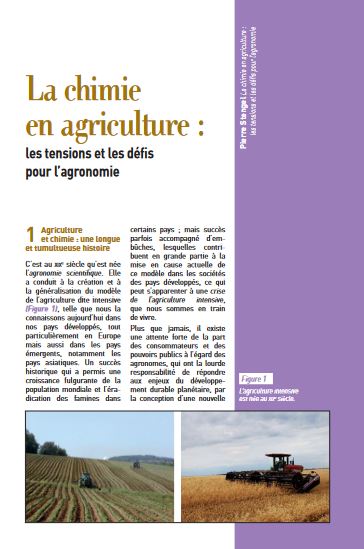 La chimie
en agriculture :
les tensions et les défis
pour l'agronomie
Pierre Stengel La chimie en agriculture :
les tensions et les défis pour l'agronomie
1 Agriculture
et chimie : une longue
et tumultueuse histoire
C'est au XIXe siècle qu'est née
l'agronomie scientifique. Elle
a conduit à la création et à
la généralisation du modèle
de l'agriculture dite intensive
(Figure 1), telle que nous la
connaissons aujourd'hui dans
nos pays développés, tout
particulièrement en Europe
mais aussi dans les pays
émergents, notamment les
pays asiatiques. Un succès
historique qui a permis une
croissance fulgurante de la
population mondiale et l'éra-
dication des famines dans
certains pays ; mais succès
parfois accompagné d'em-
bûches, lesquelles contri-
buent en grande partie à la
mise en cause actuelle de
ce modèle dans les sociétés
des pays développés, ce qui
peut s'apparenter à une crise
de l'agriculture intensive,
que nous sommes en train
de vivre.
Plus que jamais, il existe
une attente forte de la part
des consommateurs et des
pouvoirs publics à l'égard des
agronomes, qui ont la lourde
responsabilité de répondre
aux enjeux du développe-
ment durable planétaire, par
la conception d'une nouvelle
Figure 1
L'agriculture intensive
est née au XIXe siècle.